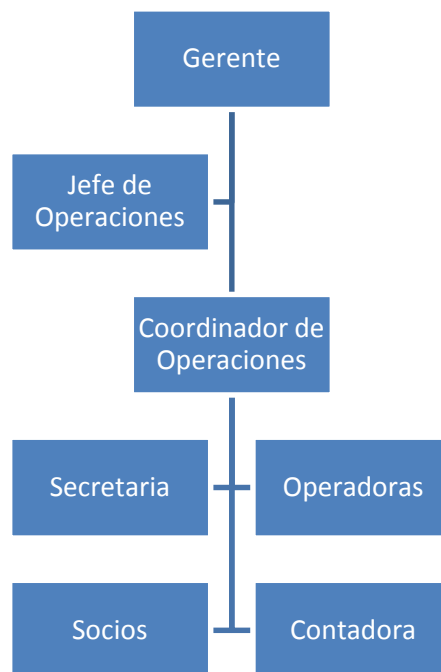 Gerente
Jefe de
Operaciones
Coordinador de
Operaciones
Secretaria
Operadoras
Socios
Contadora